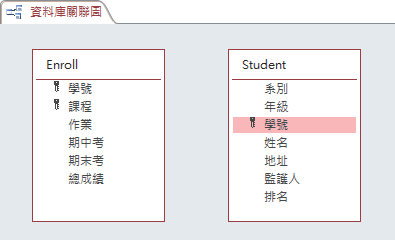 資料庫關聯圖
Enroll
學號
課程
作業
期中考
期末考
總成績
Student
系別
年級
學號
姓名
地址
監護人
排名